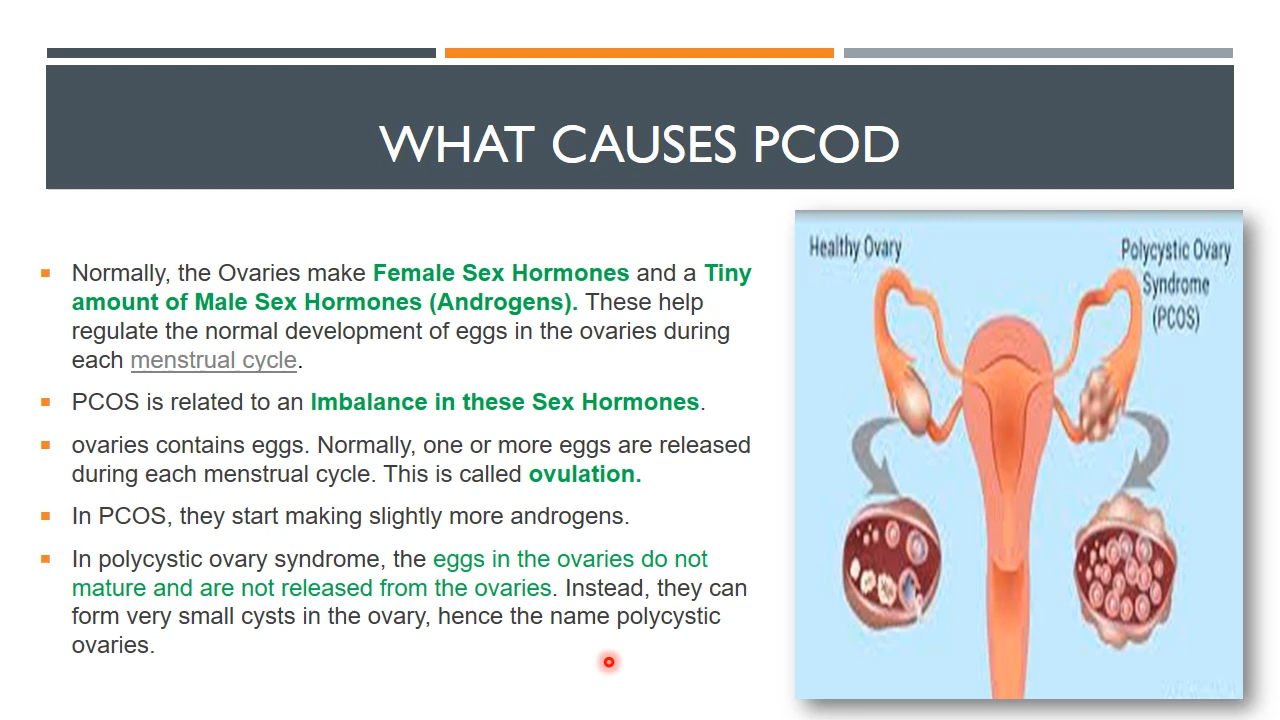 WHAT CAUSES PCOD
Normally, the Ovaries make Female Sex Hormones and a Tiny
amount of Male Sex Hormones (Androgens). These help
regulate the normal development of eggs in the ovaries during
each menstrual cycle.
PCOS is related to an Imbalance in these Sex Hormones.
ovaries contains eggs. Normally, one or more eggs are released
during each menstrual cycle. This is called ovulation.
In PCOS, they start making slightly more androgens.
In polycystic ovary syndrome, the eggs in the ovaries do not
mature and are not released from the ovaries. Instead, they can
form very small cysts in the ovary, hence the name polycystic
ovaries.
Healthy Ovary
Polycystic Ovary
Syndrome
(PCOS)